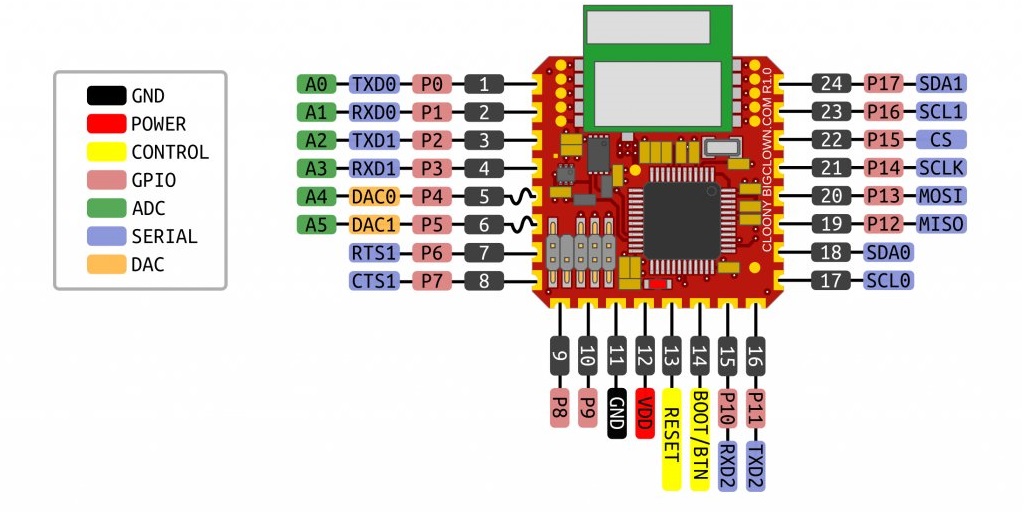 GND
POWER
CONTROL
GPIO
ADC
SERIAL
DAC
A0 TXD0 P0 1
A1 RXD0 P1 2
A2 TXD1 P2 3
A3 RXD1 P3 4
A4 DAC0 P4 5
A5 DAC1 P5 6
RTS1 P6 7
CTS1 P7 8
CLOONY BIGCLOWN.COM R1.0
24 P17 SDA1
23 P16 SCL1
22 P15 CS
21 P14 SCLK
20 P13 MOSI
19 P12 MISO
18 SDA0
17 SCL0
9 P8
10 P9
11 GND
12 VDD
13 RESET
14 BOOT/BTN
15 P10 RXD2
16 P11 TXD2